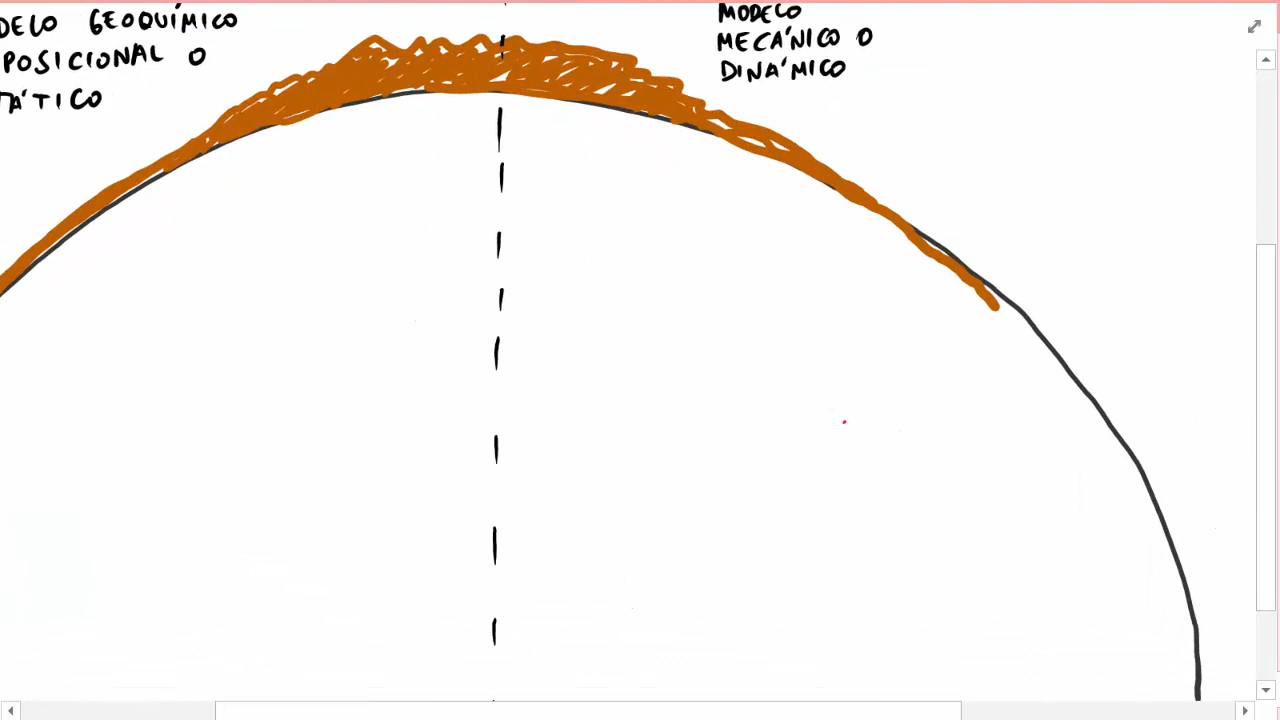 DELO GEOQUÍMICO
POSICIONAL O
TÁTICO
MODELO
MECÁNICO O
DINÁMICO